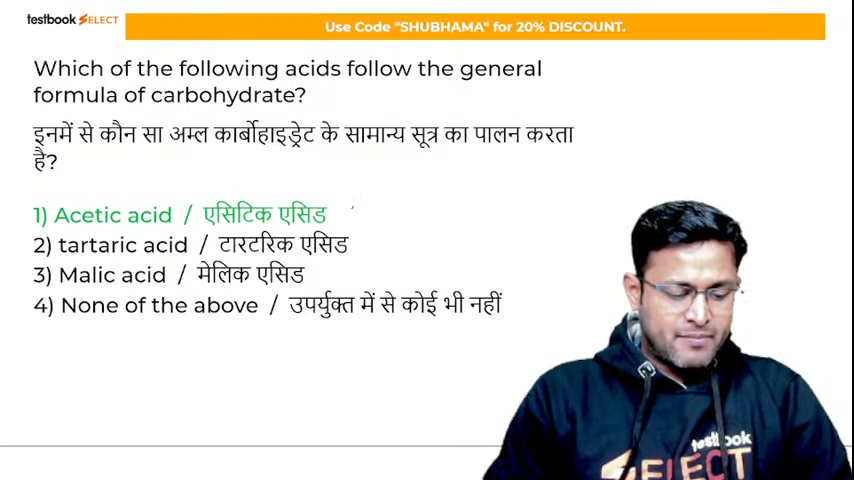 testbook SELECT
Use Code "SHUBHAMA" for 20% DISCOUNT.
Which of the following acids follow the general
formula of carbohydrate?
इनमें से कौन सा अम्ल कार्बोहाइड्रेट के सामान्य सूत्र का पालन करता
है?
1) Acetic acid / एसिटिक एसिड
2) tartaric acid / टारटरिक एसिड
3) Malic acid / मेलिक एसिड
4) None of the above / उपर्युक्त में से कोई भी नहीं
testbook
SELECT